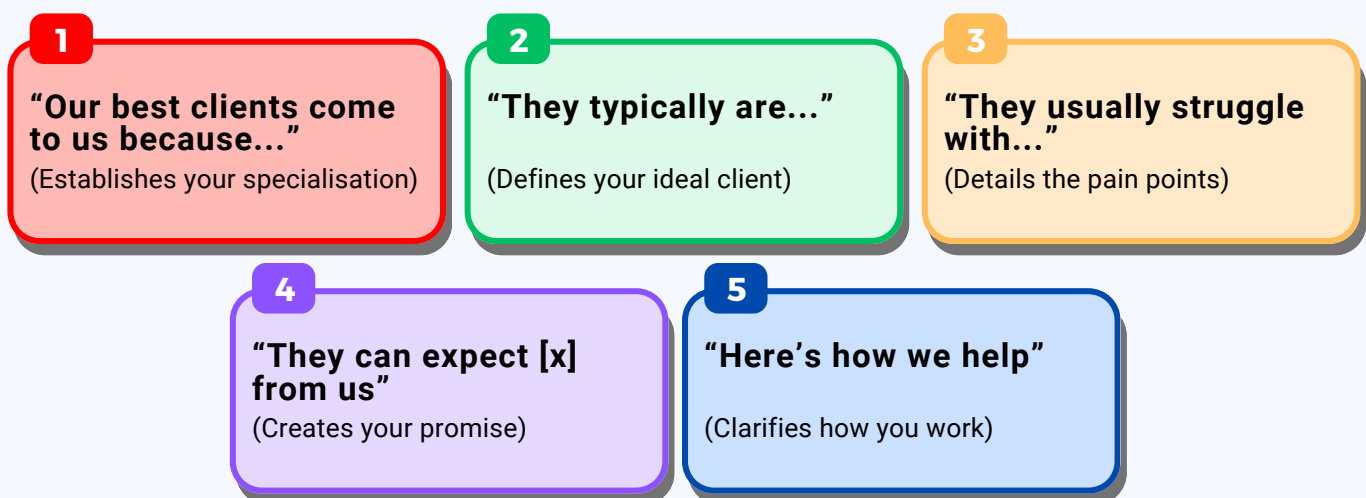 1
“Our best clients come
to us because...”
(Establishes your specialisation)
2
“They typically are...”
(Defines your ideal client)
3
“They usually struggle
with...”
(Details the pain points)
4
“They can expect [x]
from us”
(Creates your promise)
5
“Here’s how we help”
(Clarifies how you work)